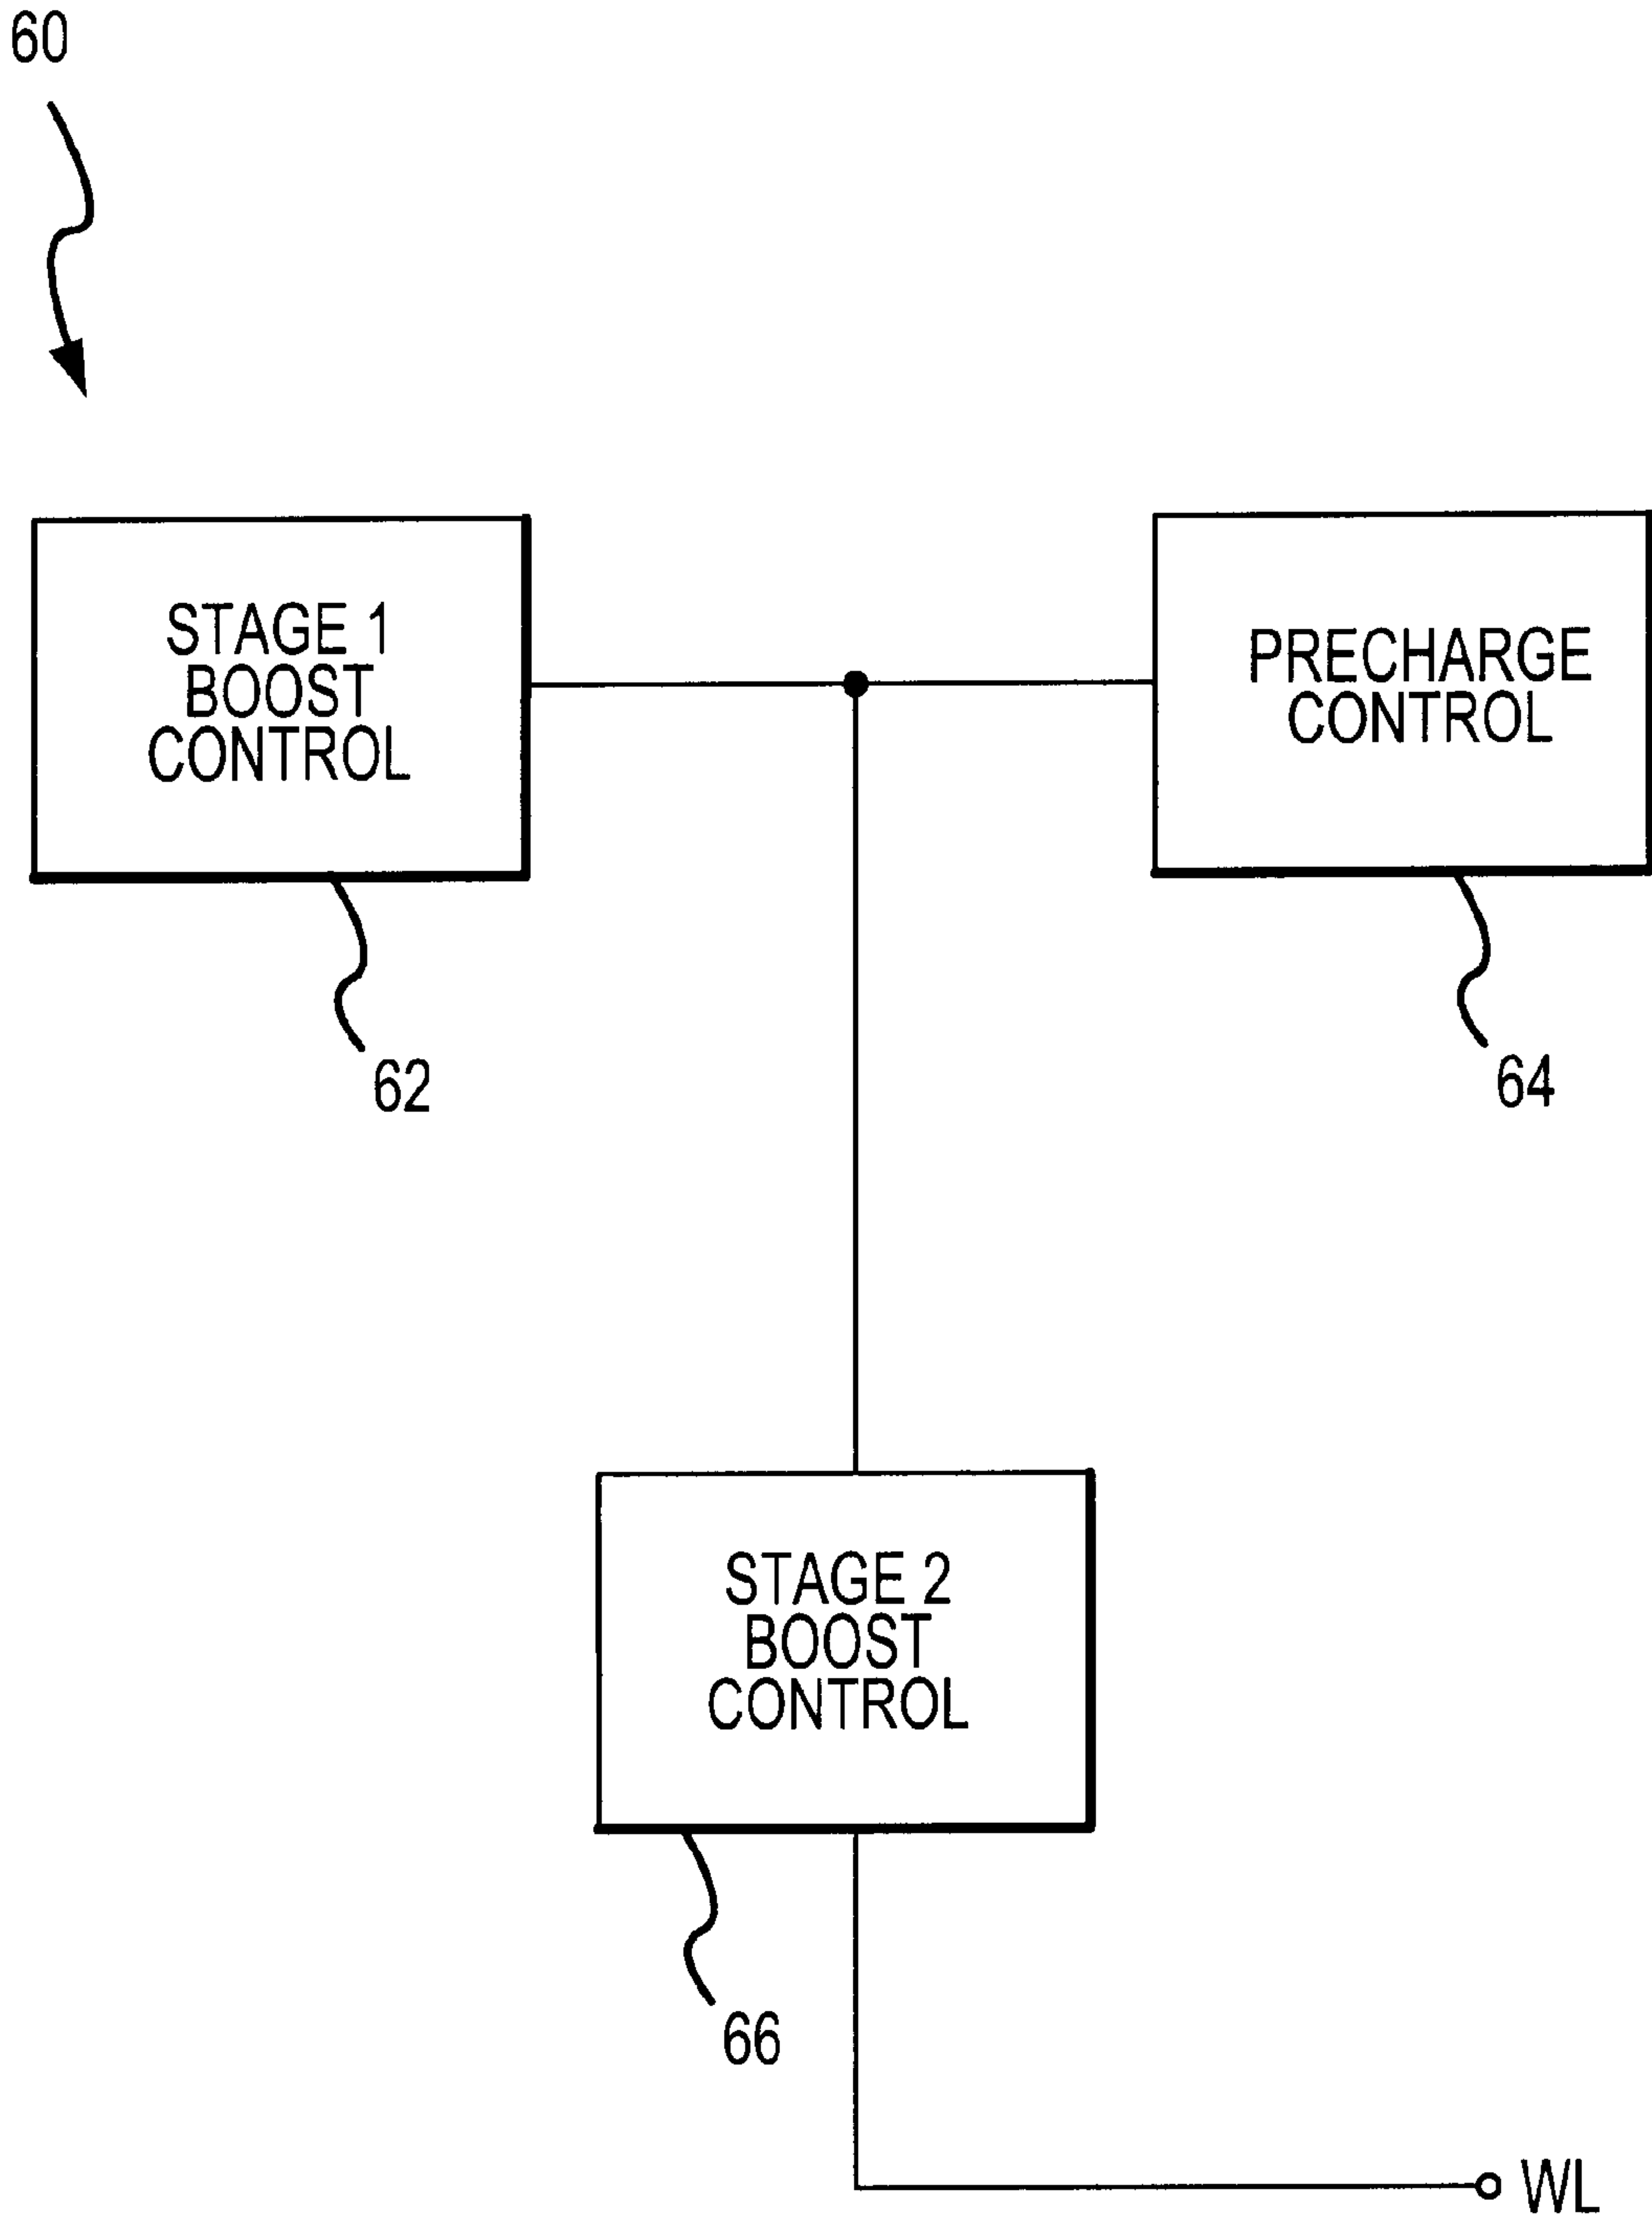 60
STAGE 1
BOOST
CONTROL
PRECHARGE
CONTROL
62
64
STAGE 2
BOOST
CONTROL
66
WL